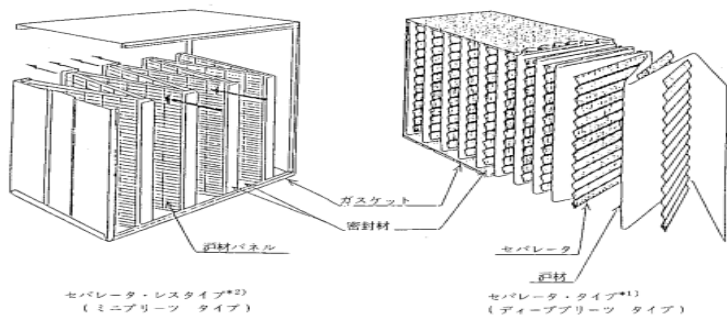 ガスケット
密封材
沪材パネル
セパレータ
沪材
セパレータ・レスタイプ*2)
(ミニプリーツ タイプ)
セパレータ・タイプ*1)
(ディーププリーツ タイプ)